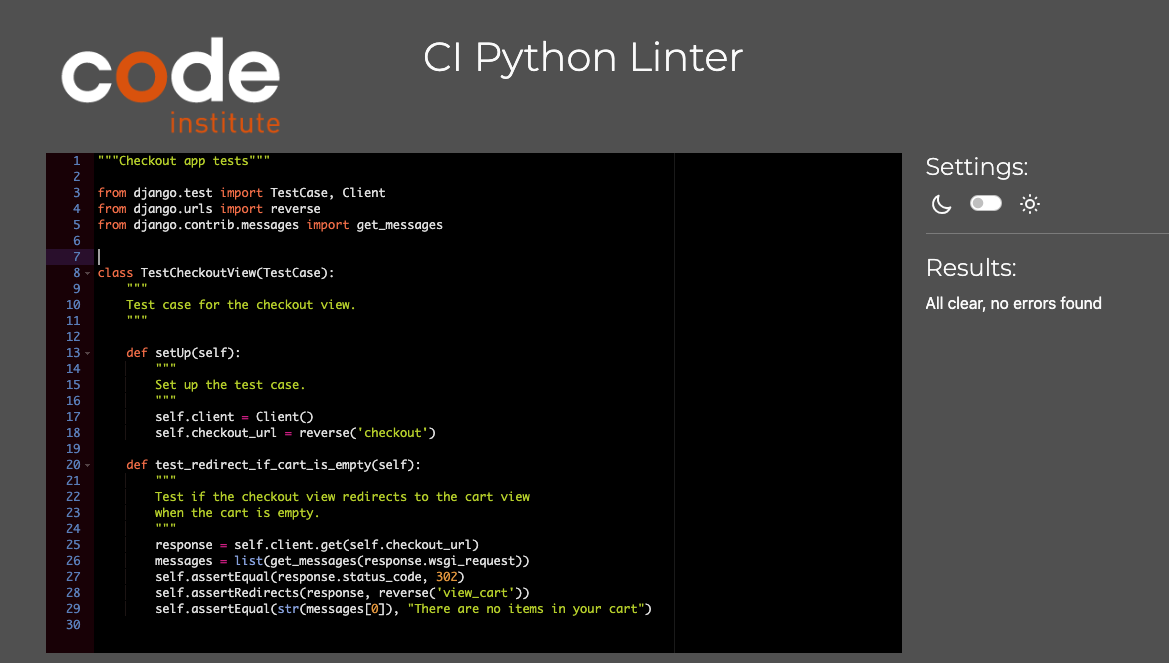 code
institute
CI Python Linter
1 """Checkout app tests"""
2
3 from django.test import TestCase, Client
4 from django.urls import reverse
5 from django.contrib.messages import get_messages
6
7
8 class TestCheckoutView(TestCase):
9     """
10     Test case for the checkout view.
11     """
12
13     def setUp(self):
14         """
15         Set up the test case.
16         """
17         self.client = Client()
18         self.checkout_url = reverse('checkout')
19
20     def test_redirect_if_cart_is_empty(self):
21         """
22         Test if the checkout view redirects to the cart view
23         when the cart is empty.
24         """
25         response = self.client.get(self.checkout_url)
26         messages = list(get_messages(response.wsgi_request))
27         self.assertEqual(response.status_code, 302)
28         self.assertRedirects(response, reverse('view_cart'))
29         self.assertEqual(str(messages[0]), "There are no items in your cart")
30
Settings:
Results:
All clear, no errors found